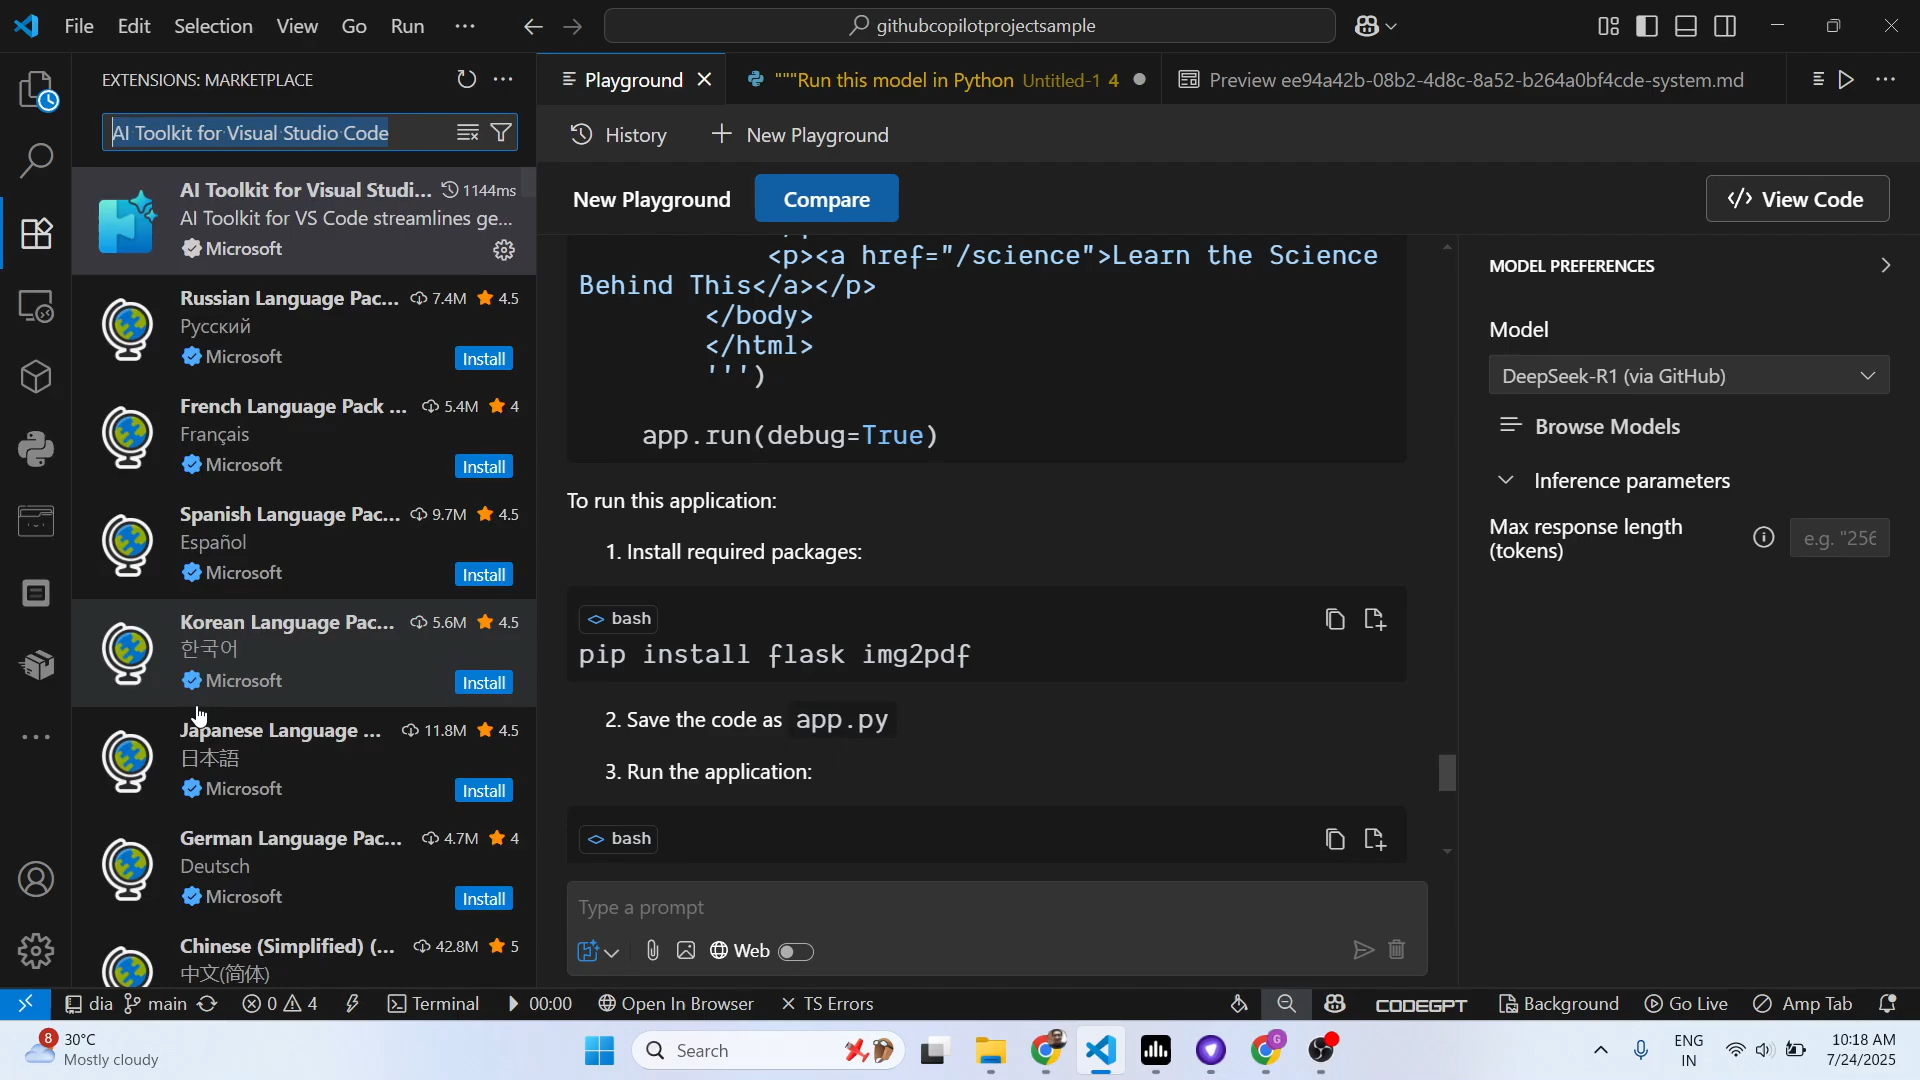 File Edit Selection View Go Run ···
githubcopilotprojectsample
EXTENSIONS: MARKETPLACE
AI Toolkit for Visual Studio Code
AI Toolkit for Visual Studi... 1144ms
AI Toolkit for VS Code streamlines ge...
Microsoft
Russian Language Pac... 7.4M 4.5
Русский
Microsoft Install
French Language Pack ... 5.4M 4
Français
Microsoft Install
Spanish Language Pac... 9.7M 4.5
Español
Microsoft Install
Korean Language Pac... 5.6M 4.5
한국어
Microsoft Install
Japanese Language ... 11.8M 4.5
日本語
Microsoft Install
German Language Pac... 4.7M 4
Deutsch
Microsoft Install
Chinese (Simplified) (... 42.8M 5
中文(简体)
Playground """Run this model in Python Untitled-1 4 Preview ee94a42b-08b2-4d8c-8a52-b264a0bf4cde-system.md
History New Playground
New Playground Compare View Code
<p><a href="/science">Learn the Science
Behind This</a></p>
</body>
</html>
''')
app.run(debug=True)
To run this application:
1. Install required packages:
<> bash
pip install flask img2pdf
2. Save the code as app.py
3. Run the application:
<> bash
Type a prompt
Web
MODEL PREFERENCES
Model
DeepSeek-R1 (via GitHub)
Browse Models
Inference parameters
Max response length
(tokens)
e.g. "256
dia main 0 4 Terminal 00:00 Open In Browser TS Errors CODEGPT Background Go Live Amp Tab
8 30°C
Mostly cloudy
Search
G
ENG
IN
10:18 AM
7/24/2025